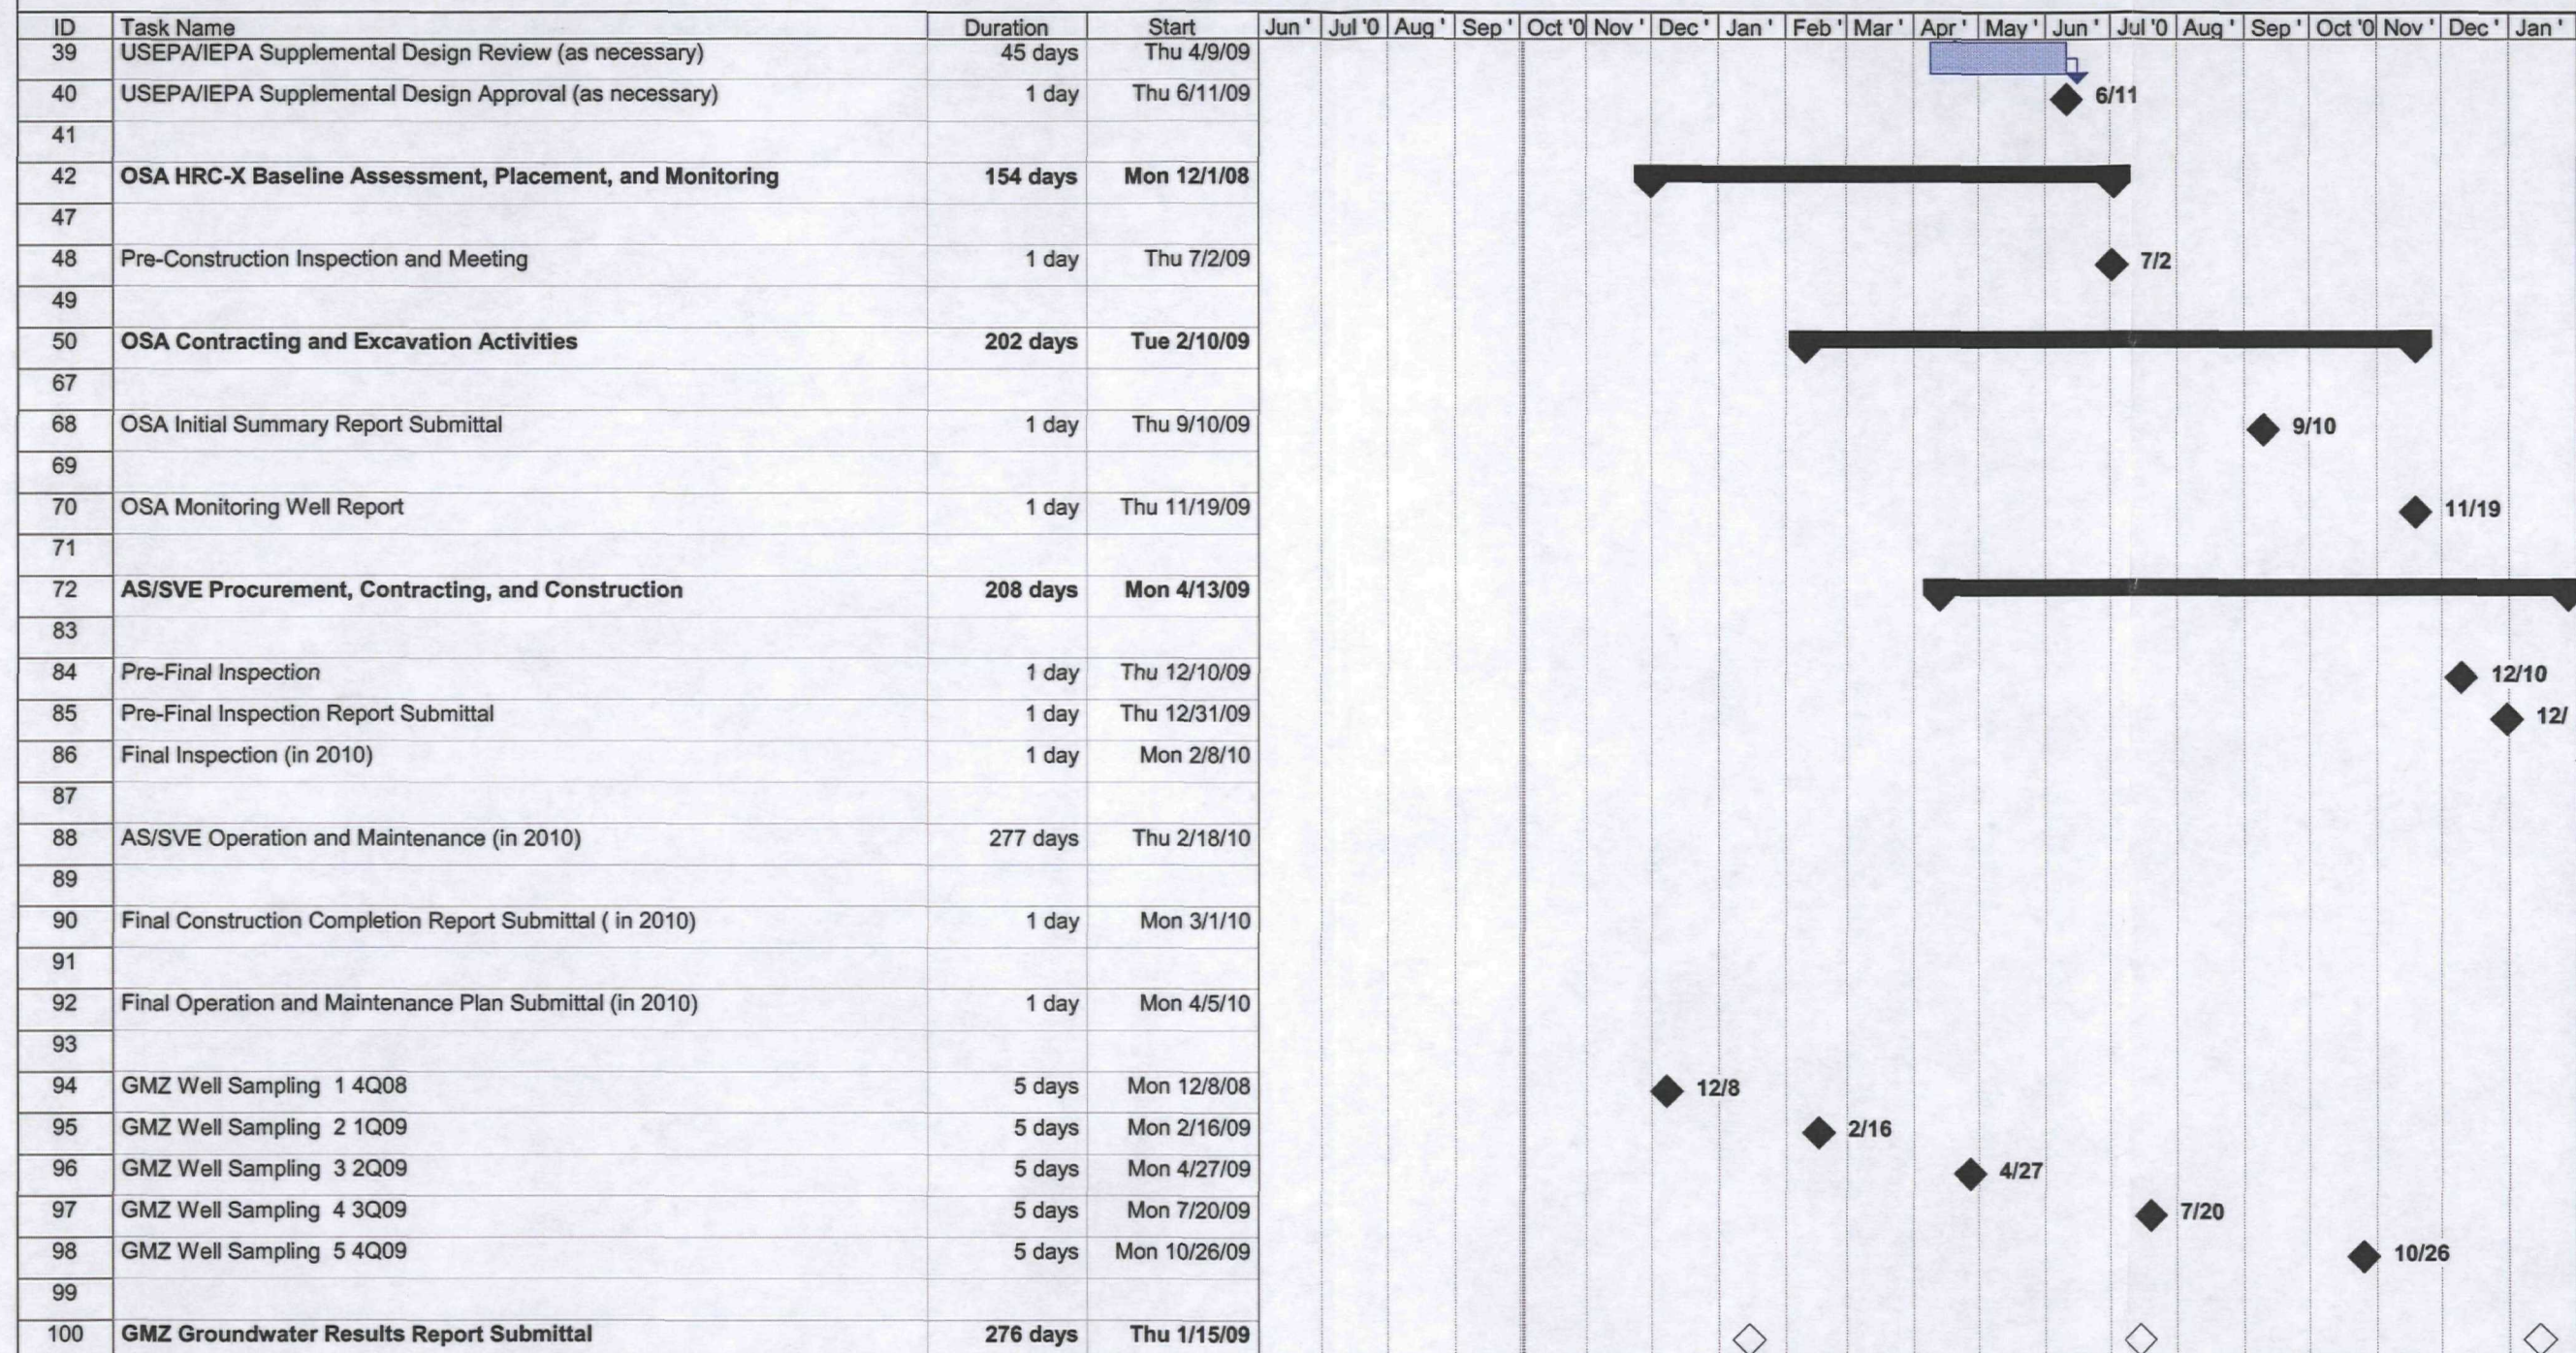 ID Task Name Duration Start Jun ' Jul '0 Aug ' Sep ' Oct '0 Nov ' Dec ' Jan ' Feb ' Mar ' Apr ' May ' Jun ' Jul '0 Aug ' Sep ' Oct '0 Nov ' Dec ' Jan '
39 USEPA/IEPA Supplemental Design Review (as necessary) 45 days Thu 4/9/09
40 USEPA/IEPA Supplemental Design Approval (as necessary) 1 day Thu 6/11/09 6/11
41
42 OSA HRC-X Baseline Assessment, Placement, and Monitoring 154 days Mon 12/1/08
47
48 Pre-Construction Inspection and Meeting 1 day Thu 7/2/09 7/2
49
50 OSA Contracting and Excavation Activities 202 days Tue 2/10/09
67
68 OSA Initial Summary Report Submittal 1 day Thu 9/10/09 9/10
69
70 OSA Monitoring Well Report 1 day Thu 11/19/09 11/19
71
72 AS/SVE Procurement, Contracting, and Construction 208 days Mon 4/13/09
83
84 Pre-Final Inspection 1 day Thu 12/10/09 12/10
85 Pre-Final Inspection Report Submittal 1 day Thu 12/31/09 12/
86 Final Inspection (in 2010) 1 day Mon 2/8/10
87
88 AS/SVE Operation and Maintenance (in 2010) 277 days Thu 2/18/10
89
90 Final Construction Completion Report Submittal ( in 2010) 1 day Mon 3/1/10
91
92 Final Operation and Maintenance Plan Submittal (in 2010) 1 day Mon 4/5/10
93
94 GMZ Well Sampling 1 4Q08 5 days Mon 12/8/08 12/8
95 GMZ Well Sampling 2 1Q09 5 days Mon 2/16/09 2/16
96 GMZ Well Sampling 3 2Q09 5 days Mon 4/27/09 4/27
97 GMZ Well Sampling 4 3Q09 5 days Mon 7/20/09 7/20
98 GMZ Well Sampling 5 4Q09 5 days Mon 10/26/09 10/26
99
100 GMZ Groundwater Results Report Submittal 276 days Thu 1/15/09